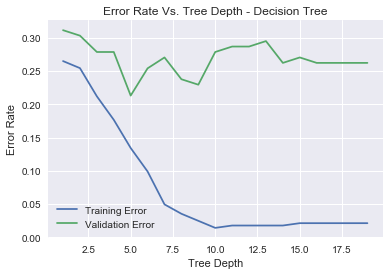 Error Rate Vs. Tree Depth - Decision Tree
Error Rate
0.30
0.25
0.20
0.15
0.10
0.05
0.00
Training Error
Validation Error
2.5 5.0 7.5 10.0 12.5 15.0 17.5
Tree Depth